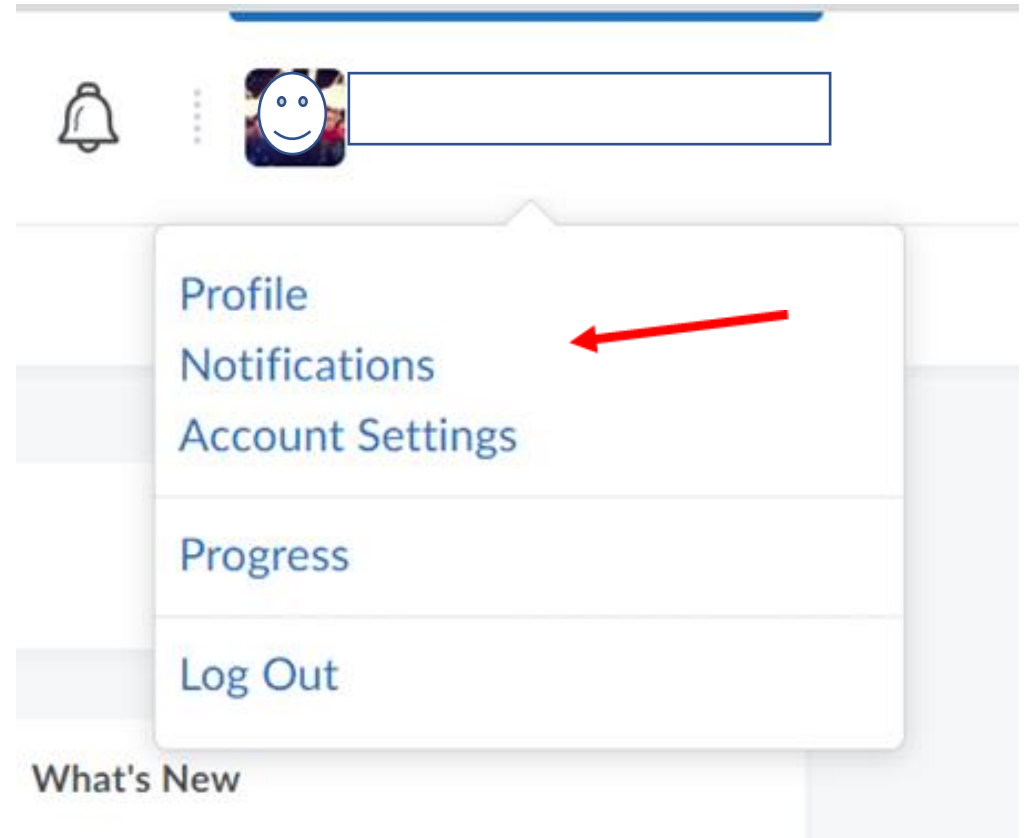 Profile
Notifications
Account Settings
Progress
Log Out
What's New